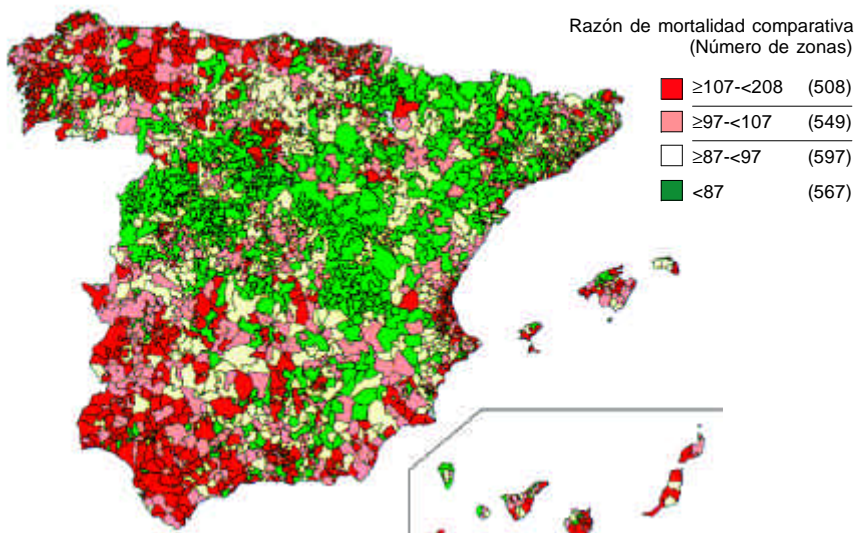 Razón de mortalidad comparativa
(Número de zonas)
≥107-<208 (508)
≥97-<107 (549)
≥87-<97 (597)
<87 (567)